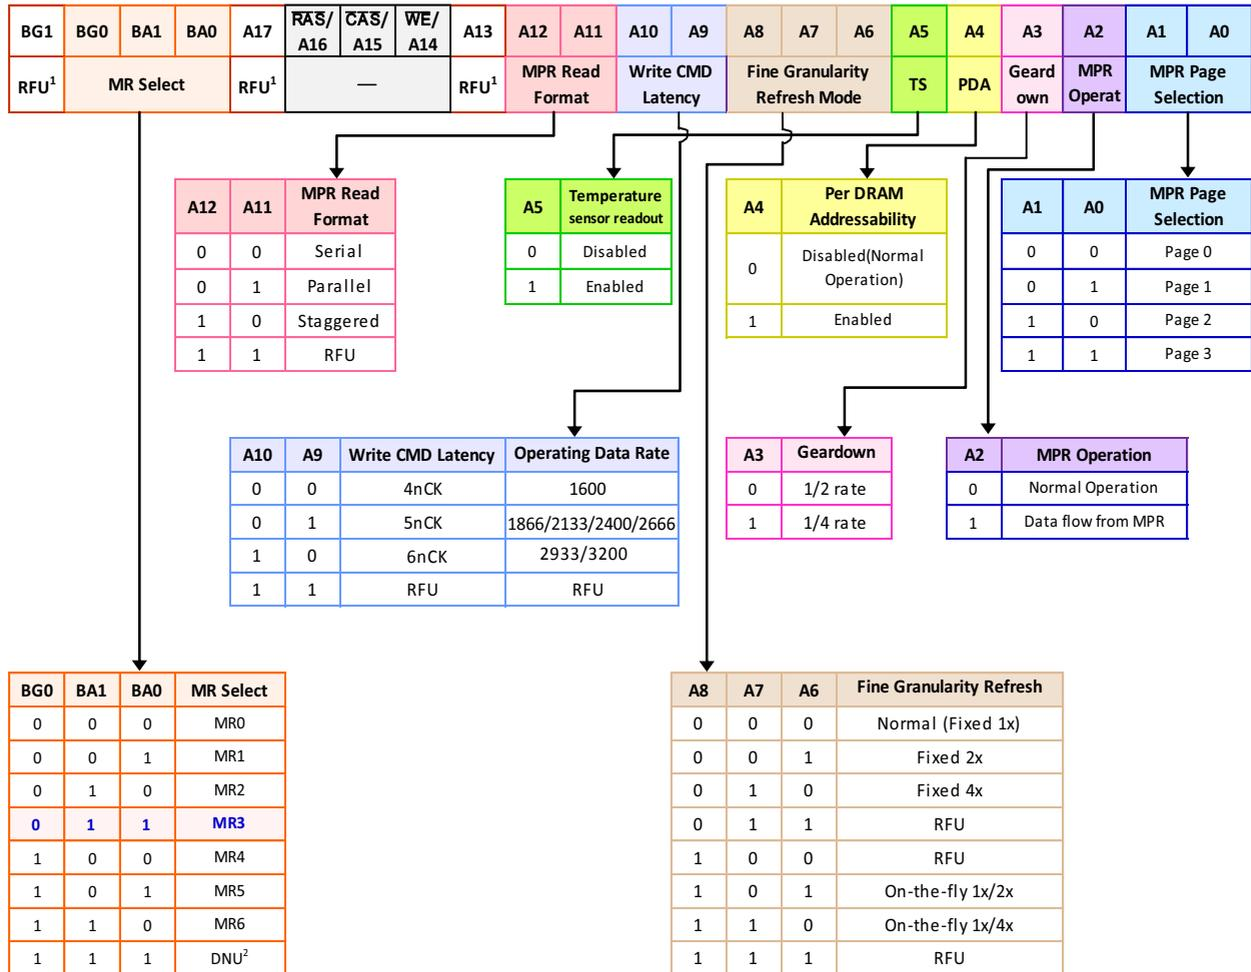 BG1 BG0 BA1 BA0 A17 RAS/ CAS/ WE/ A13 A12 A11 A10 A9 A8 A7 A6 A5 A4 A3 A2 A1 A0
A16 A15 A14
RFU1 MR Select RFU1 — RFU1 MPR Read Write CMD Fine Granularity TS PDA Geard MPR MPR Page
Format Latency Refresh Mode own Operat Selection
A12 A11 MPR Read
Format
0 0 Serial
0 1 Parallel
1 0 Staggered
1 1 RFU
A5 Temperature
sensor readout
0 Disabled
1 Enabled
A4 Per DRAM
Addressability
0 Disabled(Normal
Operation)
1 Enabled
A1 A0 MPR Page
Selection
0 0 Page 0
0 1 Page 1
1 0 Page 2
1 1 Page 3
A10 A9 Write CMD Latency Operating Data Rate
0 0 4nCK 1600
0 1 5nCK 1866/2133/2400/2666
1 0 6nCK 2933/3200
1 1 RFU RFU
A3 Geardown
0 1/2 rate
1 1/4 rate
A2 MPR Operation
0 Normal Operation
1 Data flow from MPR
BG0 BA1 BA0 MR Select
0 0 0 MR0
0 0 1 MR1
0 1 0 MR2
0 1 1 MR3
1 0 0 MR4
1 0 1 MR5
1 1 0 MR6
1 1 1 DNU2
A8 A7 A6 Fine Granularity Refresh
0 0 0 Normal (Fixed 1x)
0 0 1 Fixed 2x
0 1 0 Fixed 4x
0 1 1 RFU
1 0 0 RFU
1 0 1 On-the-fly 1x/2x
1 1 0 On-the-fly 1x/4x
1 1 1 RFU